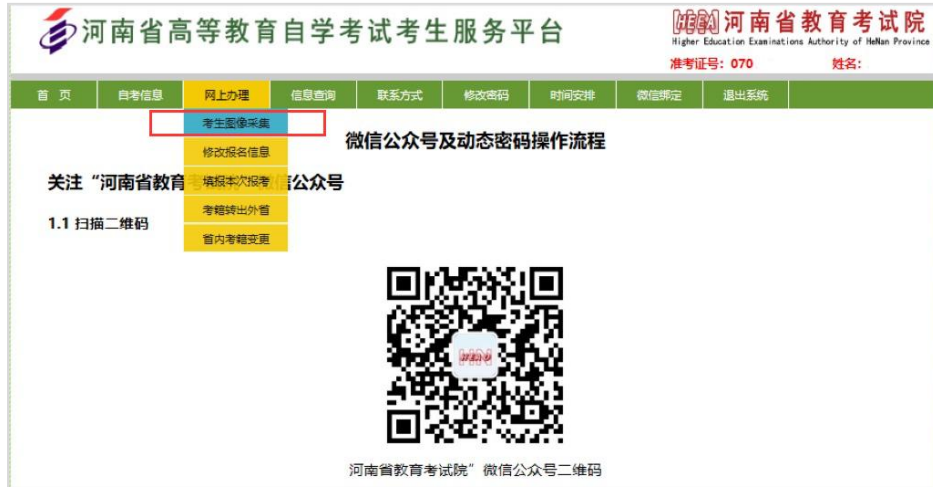 河南省高等教育自学考试考生服务平台
HEEA 河南省教育考试院
Higher Education Examinations Authority of HeNan Province
准考证号：070 姓名：
首 页 自考信息 网上办理 信息查询 联系方式 修改密码 时间安排 微信绑定 退出系统
考生图像采集
微信公众号及动态密码操作流程
修改报名信息
关注“河南省教育 信公众号
填报本次报考
考籍转出外省
1.1 扫描二维码
省内考籍变更
河南省教育考试院”微信公众号二维码